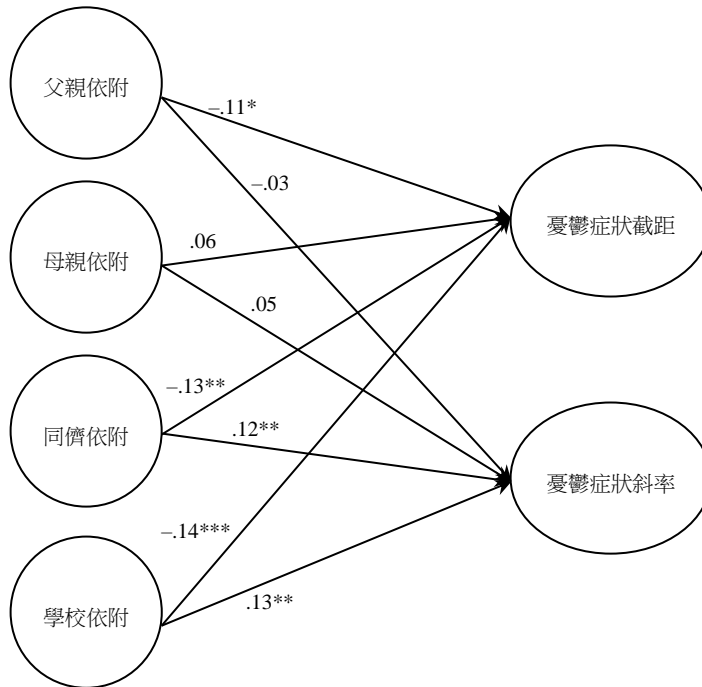 父親依附
–.11*
–.03
憂鬱症狀截距
母親依附
.06
.05
同儕依附
–.13**
.12**
憂鬱症狀斜率
學校依附
–.14***
.13**